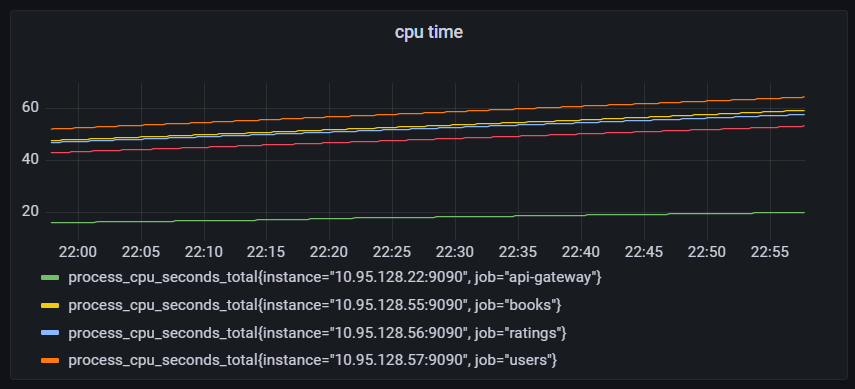 cpu time
60
40
20
22:00 22:05 22:10 22:15 22:20 22:25 22:30 22:35 22:40 22:45 22:50 22:55
process_cpu_seconds_total{instance="10.95.128.22:9090", job="api-gateway"}
process_cpu_seconds_total{instance="10.95.128.55:9090", job="books"}
process_cpu_seconds_total{instance="10.95.128.56:9090", job="ratings"}
process_cpu_seconds_total{instance="10.95.128.57:9090", job="users"}